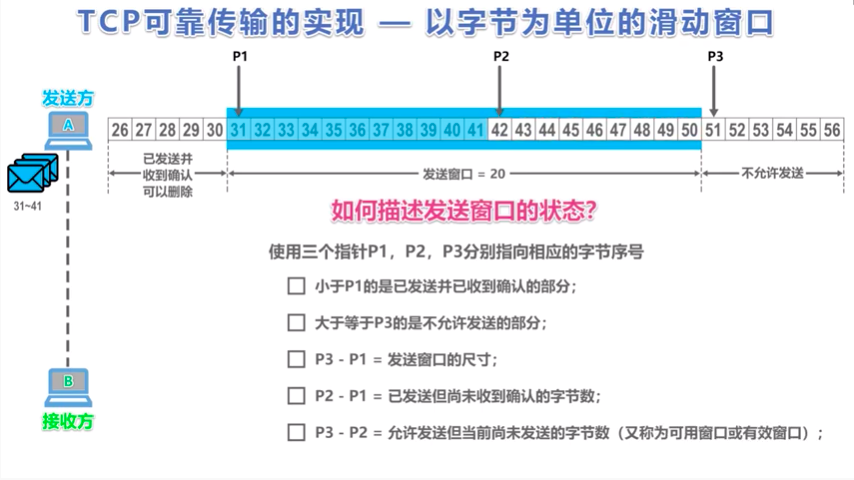 TCP可靠传输的实现 — 以字节为单位的滑动窗口
P1 P2 P3
发送方
A
26 27 28 29 30 31 32 33 34 35 36 37 38 39 40 41 42 43 44 45 46 47 48 49 50 51 52 53 54 55 56
已发送并
收到确认
可以删除
发送窗口 = 20
不允许发送
31~41
如何描述发送窗口的状态？
使用三个指针P1，P2，P3分别指向相应的字节序号
小于P1的是已发送并已收到确认的部分；
大于等于P3的是不允许发送的部分；
P3 - P1 = 发送窗口的尺寸；
P2 - P1 = 已发送但尚未收到确认的字节数；
P3 - P2 = 允许发送但当前尚未发送的字节数（又称为可用窗口或有效窗口）；
B
接收方